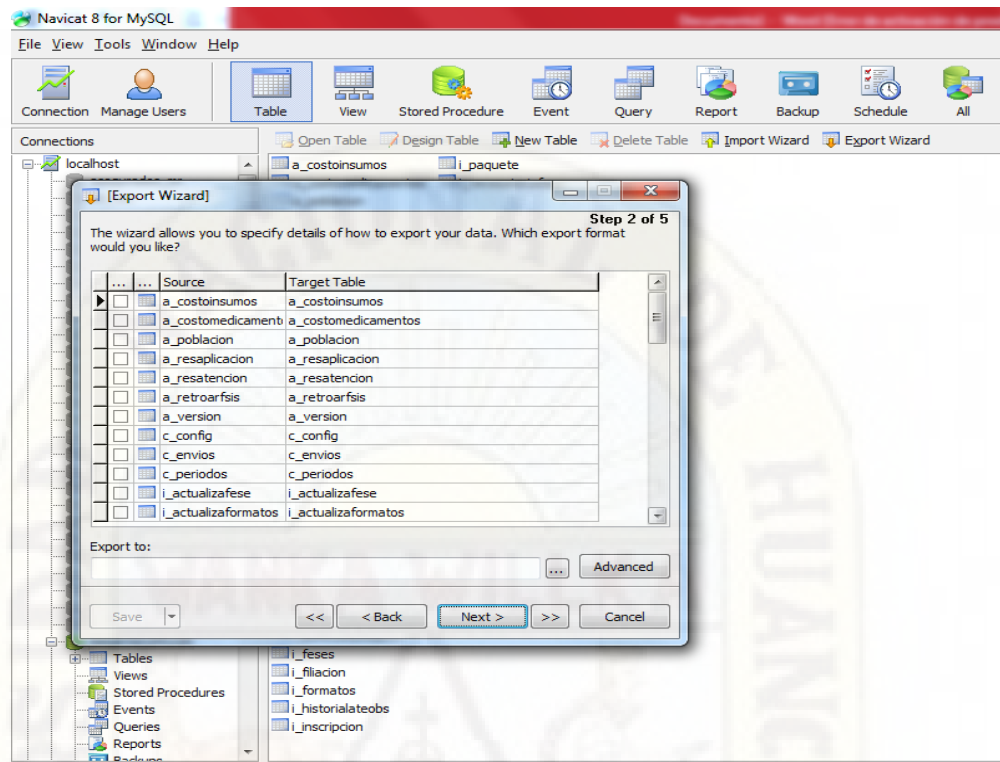 Navicat 8 for MySQL
File View Tools Window Help
Connection Manage Users Table View Stored Procedure Event Query Report Backup Schedule All
Connections Open Table Design Table New Table Delete Table Import Wizard Export Wizard
localhost a_costoinsumos i_paquete
[Export Wizard]
Step 2 of 5
The wizard allows you to specify details of how to export your data. Which export format
would you like?
... ... Source Target Table
a_costoinsumos a_costoinsumos
a_costomedicament a_costomedicamentos
a_poblacion a_poblacion
a_resaplicacion a_resaplicacion
a_resatencion a_resatencion
a_retroarfsis a_retroarfsis
a_version a_version
c_config c_config
c_envios c_envios
c_periodos c_periodos
i_actualizafese i_actualizafese
i_actualizaformatos i_actualizaformatos
Export to:
... Advanced
Save << < Back Next > >> Cancel
Tables i_feses
Views i_filiacion
Stored Procedures i_formatos
Events i_historialateobs
Queries i_inscripcion
Reports
Backups